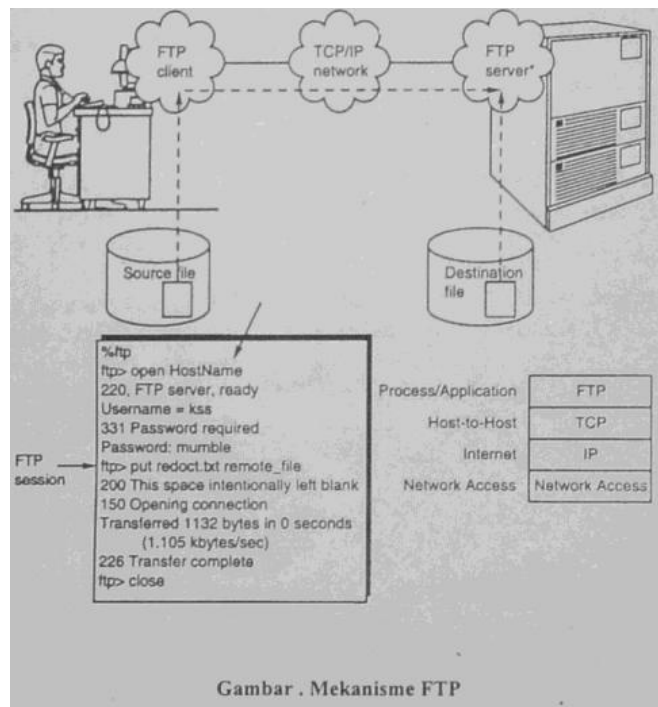 FTP
client
TCP/IP
network
FTP
server*
Source file
Destination
file
%ftp
ftp> open HostName
220, FTP server, ready
Username = kss
331 Password required
Password: mumble
FTP
session
ftp> put redoct.txt remote_file
200 This space intentionally left blank
150 Opening connection
Transferred 1132 bytes in 0 seconds
(1.105 kbytes/sec)
226 Transfer complete
ftp> close
Process/Application FTP
Host-to-Host TCP
Internet IP
Network Access Network Access
Gambar . Mekanisme FTP